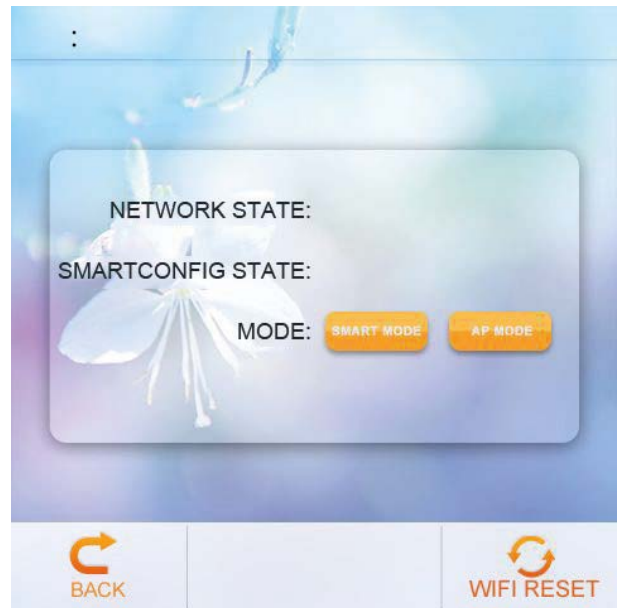 :
NETWORK STATE:
SMARTCONFIG STATE:
MODE: SMART MODE AP MODE
BACK WIFI RESET